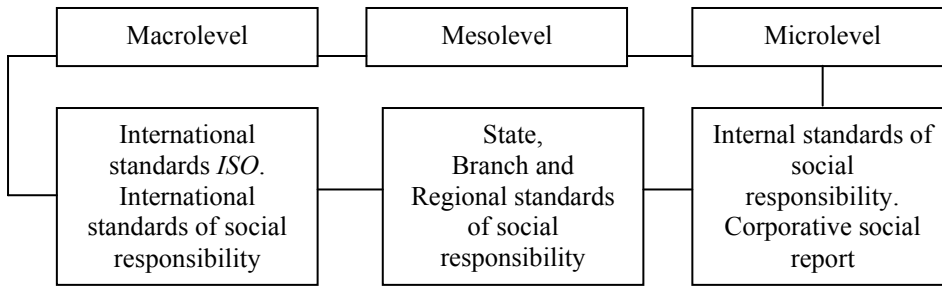 Macrolevel
Mesolevel
Microlevel
International
standards ISO.
International
standards of social
responsibility
State,
Branch and
Regional standards
of social
responsibility
Internal standards of
social
responsibility.
Corporative social
report